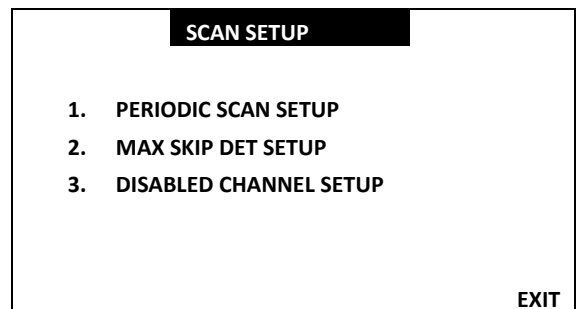 SCAN SETUP
1. PERIODIC SCAN SETUP
2. MAX SKIP DET SETUP
3. DISABLED CHANNEL SETUP
EXIT